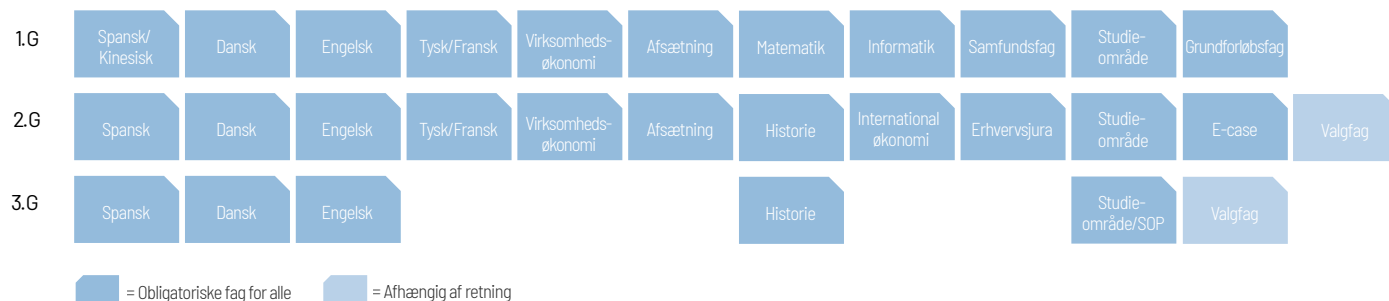 1.G
Spansk/
Kinesisk
Dansk
Engelsk
Tysk/Fransk
Virksomheds-
økonomi
Afsætning
Matematik
Informatik
Samfundsfag
Studie-
område
Grundforløbsfag
2.G
Spansk
Dansk
Engelsk
Tysk/Fransk
Virksomheds-
økonomi
Afsætning
Historie
International
økonomi
Erhvervsjura
Studie-
område
E-case
Valgfag
3.G
Spansk
Dansk
Engelsk
Historie
Studie-
område/SOP
Valgfag
= Obligatoriske fag for alle
= Afhængig af retning